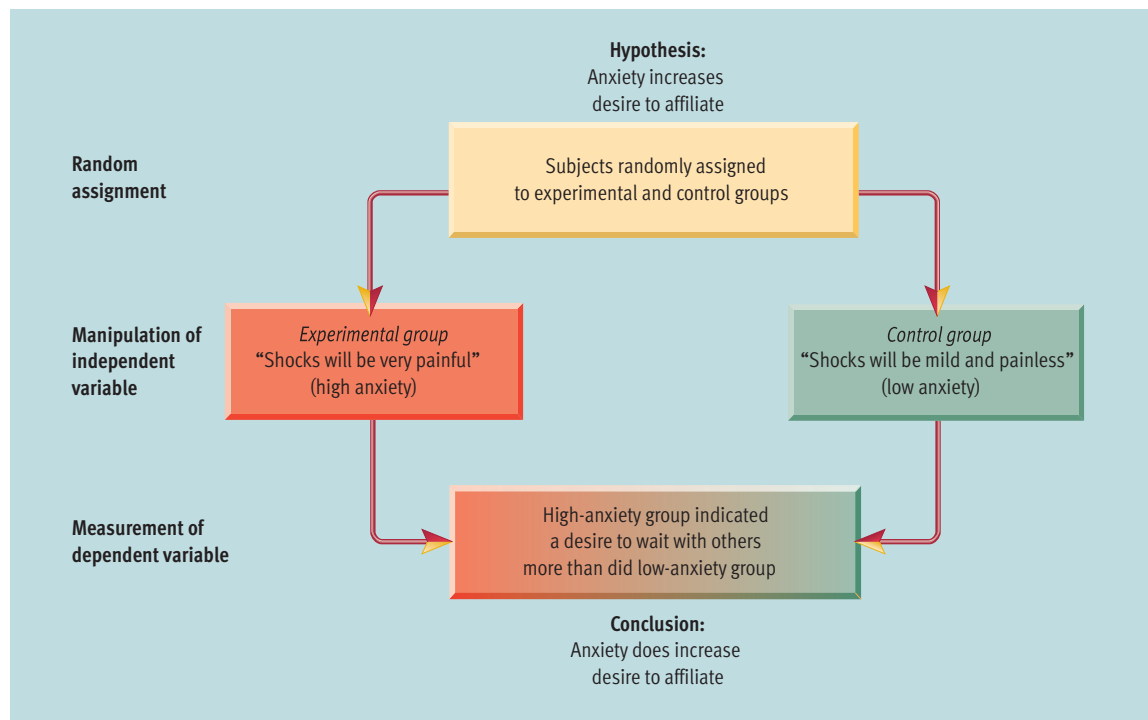 Hypothesis:
Anxiety increases
desire to affiliate
Random
assignment
Subjects randomly assigned
to experimental and control groups
Manipulation of
independent
variable
Experimental group
“Shocks will be very painful”
(high anxiety)
Control group
“Shocks will be mild and painless”
(low anxiety)
Measurement of
dependent variable
High-anxiety group indicated
a desire to wait with others
more than did low-anxiety group
Conclusion:
Anxiety does increase
desire to affiliate